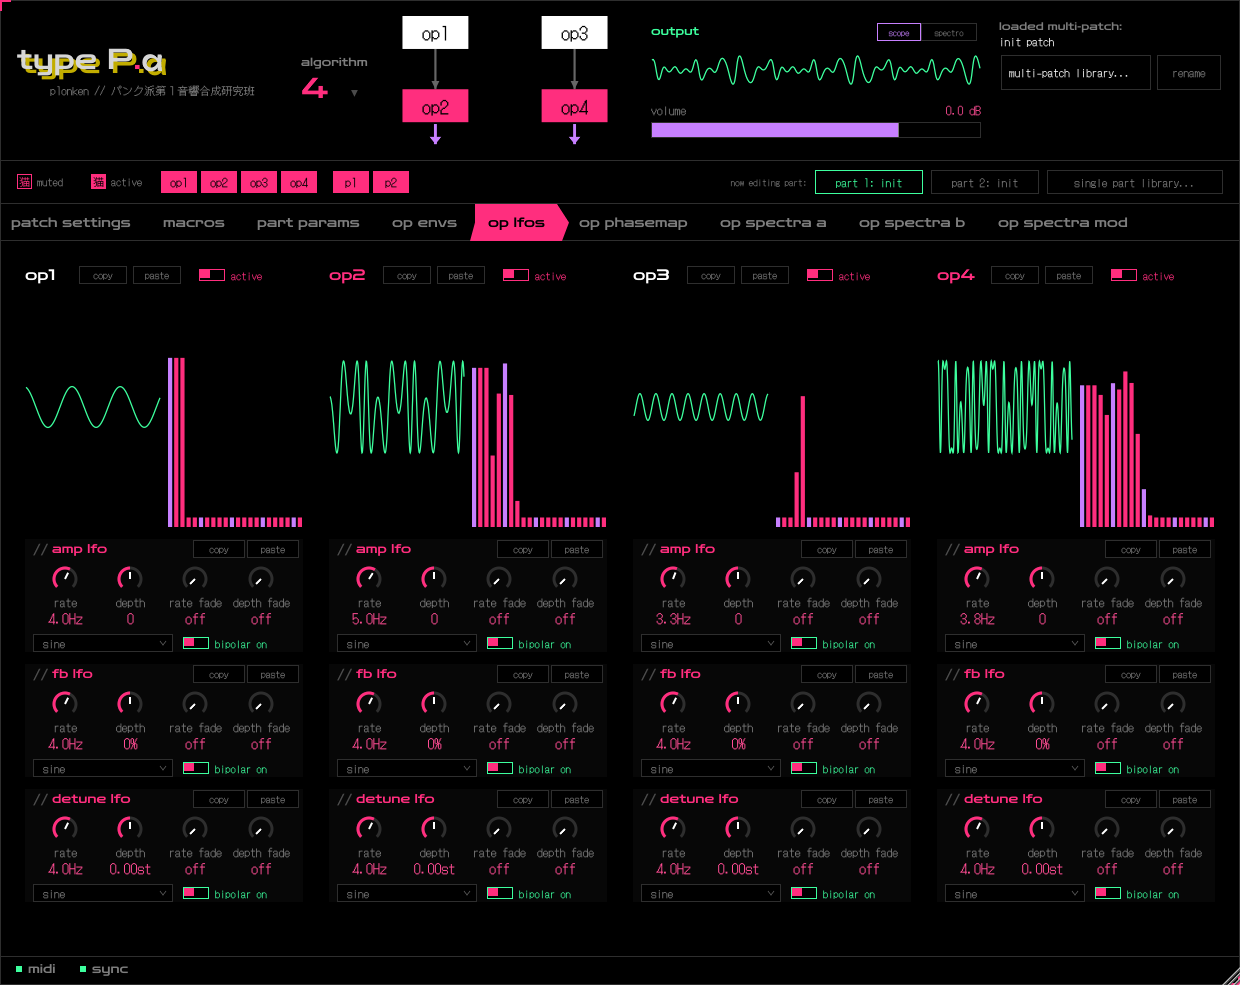 type P.a
plonken // パンク派第１音響合成研究班
algorithm
4
op1
op3
op2
op4
output
scope
spectro
volume
0.0 dB
loaded multi-patch:
init patch
multi-patch library...
rename
猫 muted
猫 active
op1 op2 op3 op4 p1 p2
now editing part:
part 1: init
part 2: init
single part library...
patch settings
macros
part params
op envs
op lfos
op phasemap
op spectra a
op spectra b
op spectra mod
op1 copy paste active
op2 copy paste active
op3 copy paste active
op4 copy paste active
// amp lfo copy paste
rate depth rate fade depth fade
4.0Hz 0 off off
sine bipolar on
// amp lfo copy paste
rate depth rate fade depth fade
5.0Hz 0 off off
sine bipolar on
// amp lfo copy paste
rate depth rate fade depth fade
3.3Hz 0 off off
sine bipolar on
// amp lfo copy paste
rate depth rate fade depth fade
3.8Hz 0 off off
sine bipolar on
// fb lfo copy paste
rate depth rate fade depth fade
4.0Hz 0% off off
sine bipolar on
// fb lfo copy paste
rate depth rate fade depth fade
4.0Hz 0% off off
sine bipolar on
// fb lfo copy paste
rate depth rate fade depth fade
4.0Hz 0% off off
sine bipolar on
// fb lfo copy paste
rate depth rate fade depth fade
4.0Hz 0% off off
sine bipolar on
// detune lfo copy paste
rate depth rate fade depth fade
4.0Hz 0.00st off off
sine bipolar on
// detune lfo copy paste
rate depth rate fade depth fade
4.0Hz 0.00st off off
sine bipolar on
// detune lfo copy paste
rate depth rate fade depth fade
4.0Hz 0.00st off off
sine bipolar on
// detune lfo copy paste
rate depth rate fade depth fade
4.0Hz 0.00st off off
sine bipolar on
midi sync